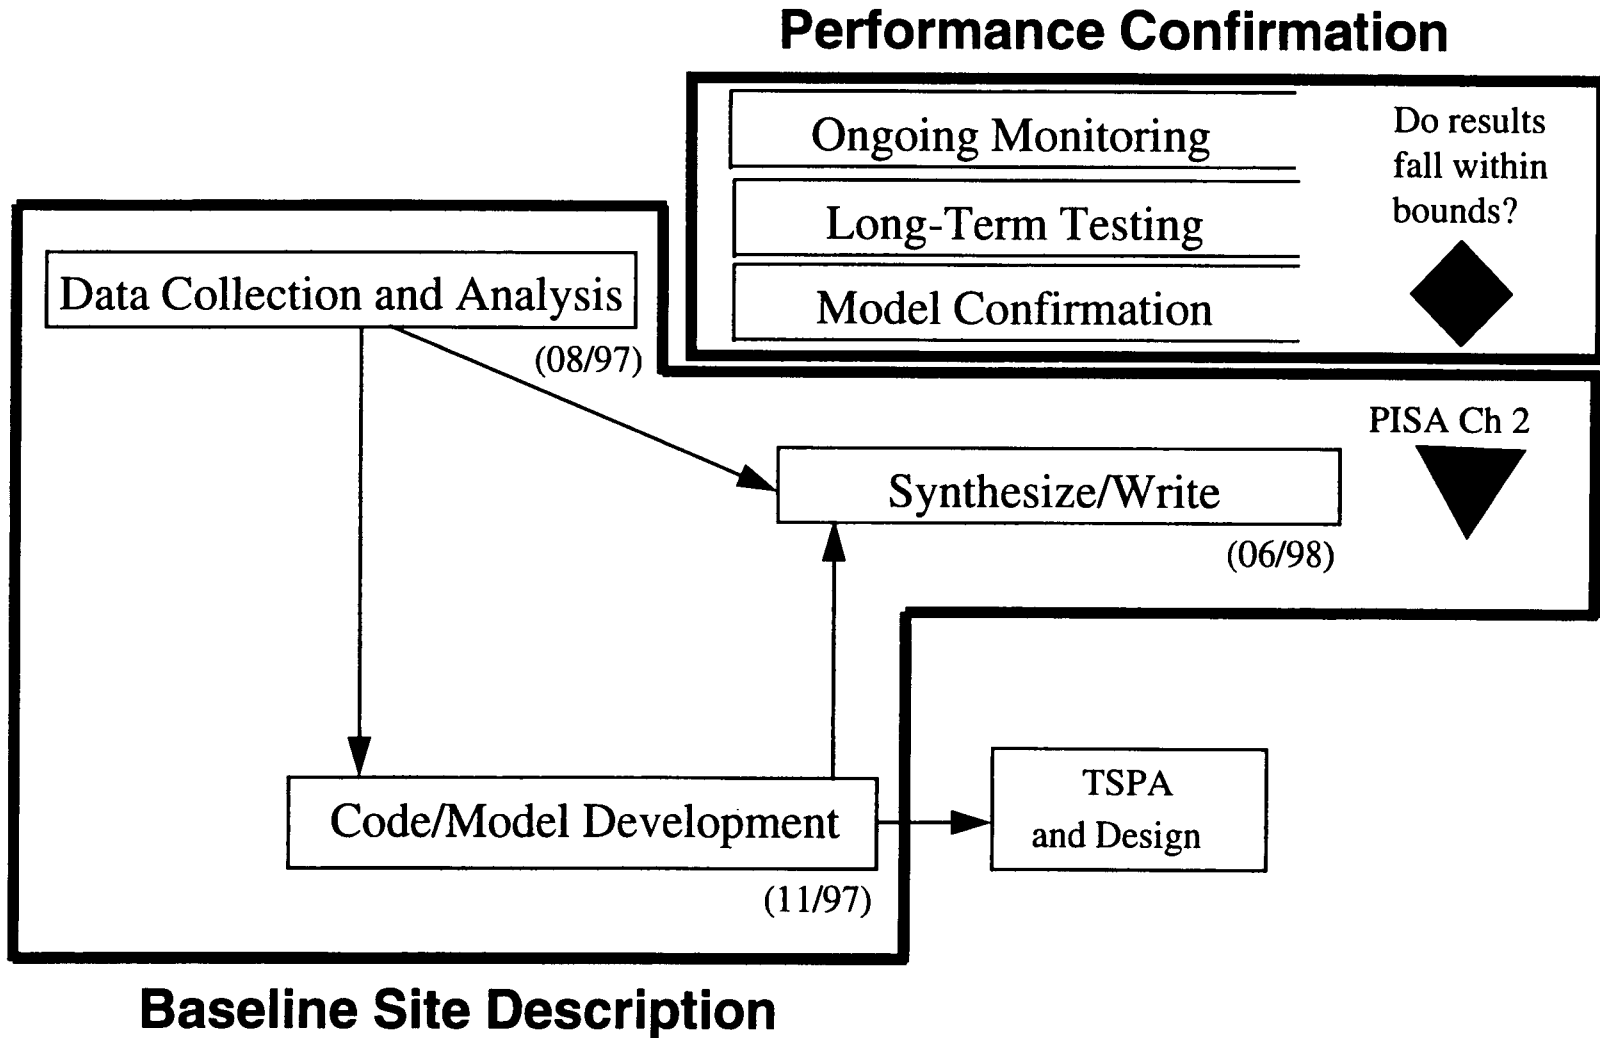 Performance Confirmation
Ongoing Monitoring
Long-Term Testing
Model Confirmation
Do results
fall within
bounds?
Data Collection and Analysis
(08/97)
PISA Ch 2
Synthesize/Write
(06/98)
Code/Model Development
(11/97)
TSPA
and Design
Baseline Site Description